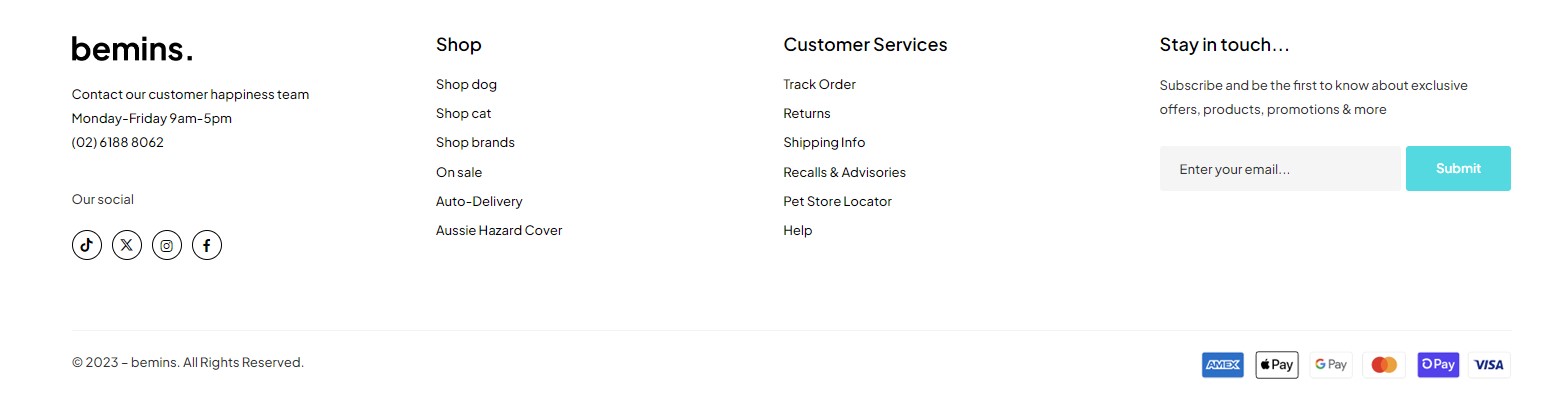 bemins.
Contact our customer happiness team
Monday-Friday 9am-5pm
(02) 6188 8062
Our social
Shop
Shop dog
Shop cat
Shop brands
On sale
Auto-Delivery
Aussie Hazard Cover
Customer Services
Track Order
Returns
Shipping Info
Recalls & Advisories
Pet Store Locator
Help
Stay in touch...
Subscribe and be the first to know about exclusive
offers, products, promotions & more
Enter your email...
Submit
© 2023 – bemins. All Rights Reserved.
AMEX
Pay
G Pay
Pay
VISA